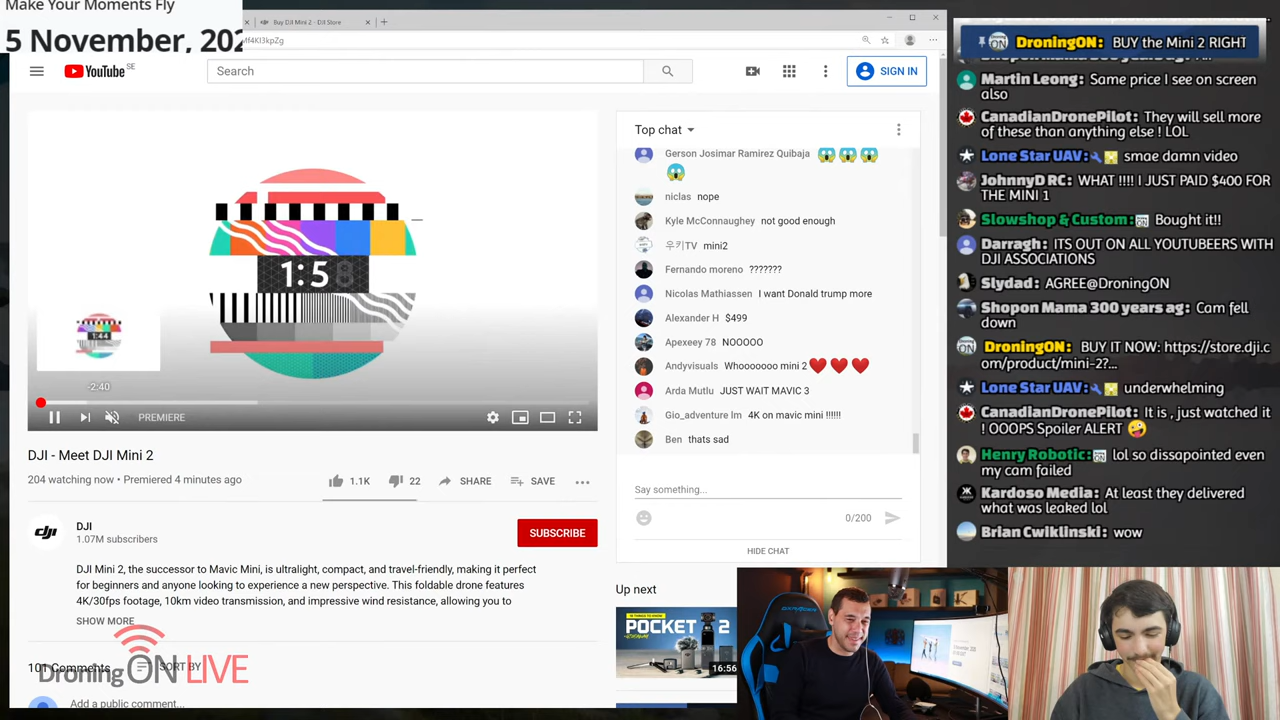 Make Your Moments Fly
5 November, 202
Buy DJI Mini 2 - DJI Store
Mf4KI3kpZg
YouTube SE
Search
SIGN IN
1:58
1:44
-2:40
PREMIERE
DJI - Meet DJI Mini 2
204 watching now • Premiered 4 minutes ago
1.1K
22
SHARE
SAVE
DJI
1.07M subscribers
SUBSCRIBE
DJI Mini 2, the successor to Mavic Mini, is ultralight, compact, and travel-friendly, making it perfect
for beginners and anyone looking to experience a new perspective. This foldable drone features
4K/30fps footage, 10km video transmission, and impressive wind resistance, allowing you to
SHOW MORE
101 Comments
SORT BY
DroningON LIVE
Add a public comment...
Top chat
Gerson Josimar Ramirez Quibaja 😱😱😱
😱
niclas nope
Kyle McConnaughey not good enough
우키TV mini2
Fernando moreno ???????
Nicolas Mathiassen I want Donald trump more
Alexander H $499
Apexeey 78 NOOOOO
Andyvisuals Whooooooo mini 2❤️❤️❤️
Arda Mutlu JUST WAIT MAVIC 3
Gio_adventure lm 4K on mavic mini !!!!!!
Ben thats sad
Say something...
0/200
HIDE CHAT
Up next
POCKET 2
16:56
DroningON: BUY the Mini 2 RIGHT
Martin Leong: Same price I see on screen
also
CanadianDronePilot: They will sell more
of these than anything else ! LOL
Lone Star UAV: smae damn video
JohnnyD RC: WHAT !!!! I JUST PAID $400 FOR
THE MINI 1
Slowshop & Custom: Bought it!!
Darragh: ITS OUT ON ALL YOUTUBEERS WITH
DJI ASSOCIATIONS
Slydad: AGREE@DroningON
Shopon Mama 300 years ag: Cam fell
down
DroningON: BUY IT NOW: https://store.dji.c
om/product/mini-2?...
Lone Star UAV: underwhelming
CanadianDronePilot: It is , just watched it
! OOOPS Spoiler ALERT 🤪
Henry Robotic: lol so dissapointed even
my cam failed
Kardoso Media: At least they delivered
what was leaked lol
Brian Cwiklinski: wow